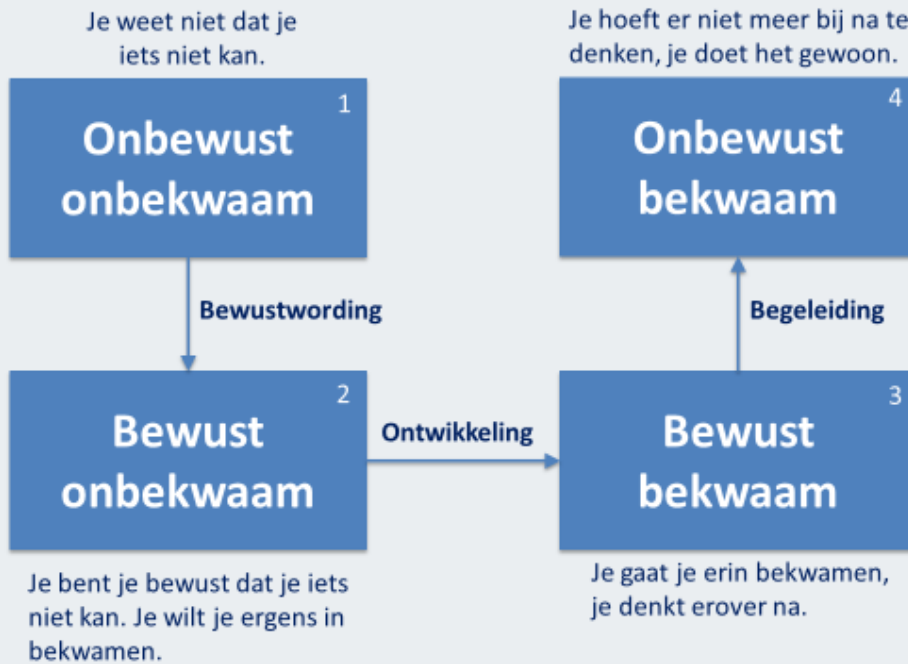 Je weet niet dat je
iets niet kan.
1
Onbewust
onbekwaam
Bewustwording
2
Bewust
onbekwaam
Je bent je bewust dat je iets
niet kan. Je wilt je ergens in
bekwamen.
Ontwikkeling
3
Bewust
bekwaam
Je gaat je erin bekwamen,
je denkt erover na.
Begeleiding
Je hoeft er niet meer bij na te
denken, je doet het gewoon.
4
Onbewust
bekwaam